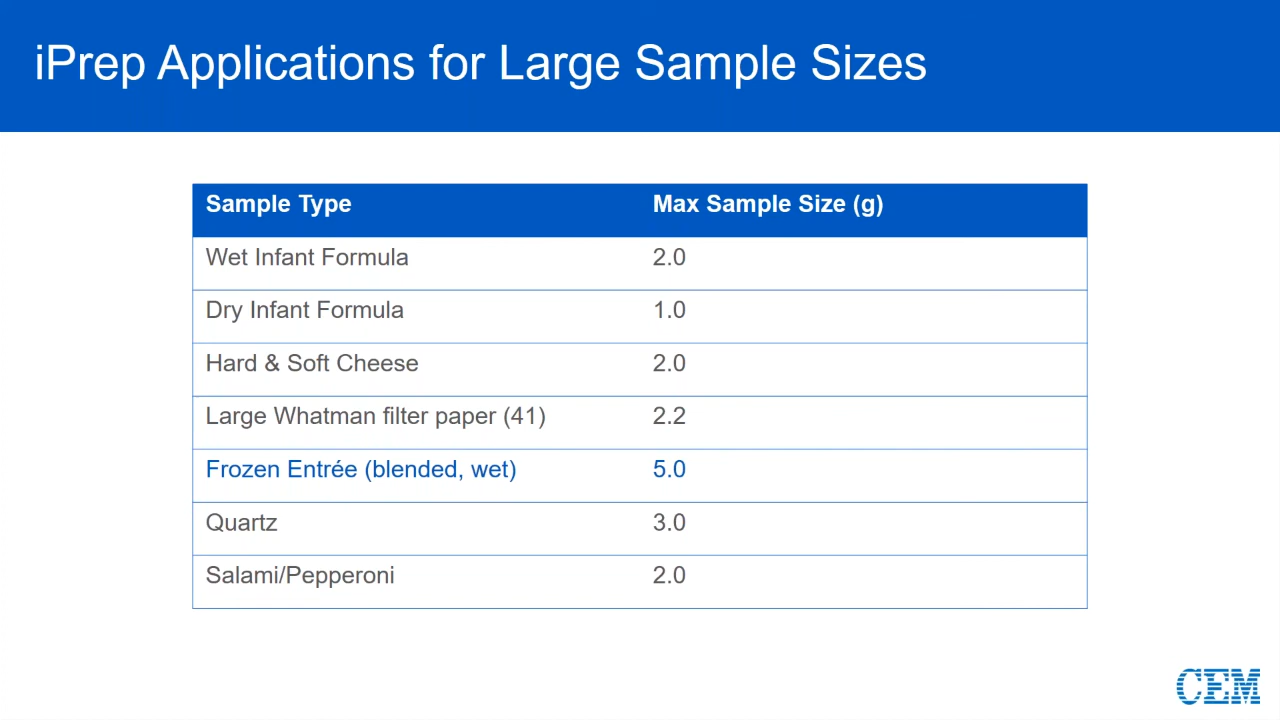 iPrep Applications for Large Sample Sizes
Sample Type Max Sample Size (g)
Wet Infant Formula 2.0
Dry Infant Formula 1.0
Hard & Soft Cheese 2.0
Large Whatman filter paper (41) 2.2
Frozen Entrée (blended, wet) 5.0
Quartz 3.0
Salami/Pepperoni 2.0
CEM